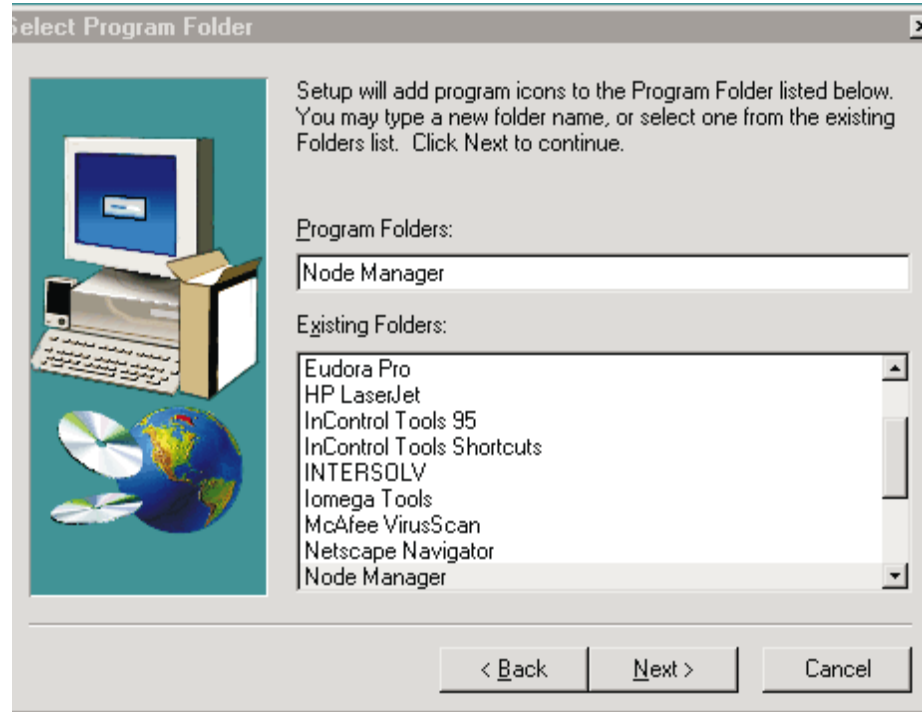 Select Program Folder
Setup will add program icons to the Program Folder listed below.
You may type a new folder name, or select one from the existing
Folders list.  Click Next to continue.
Program Folders:
Node Manager
Existing Folders:
Eudora Pro
HP LaserJet
InControl Tools 95
InControl Tools Shortcuts
INTERSOLV
Iomega Tools
McAfee VirusScan
Netscape Navigator
Node Manager
< Back
Next >
Cancel